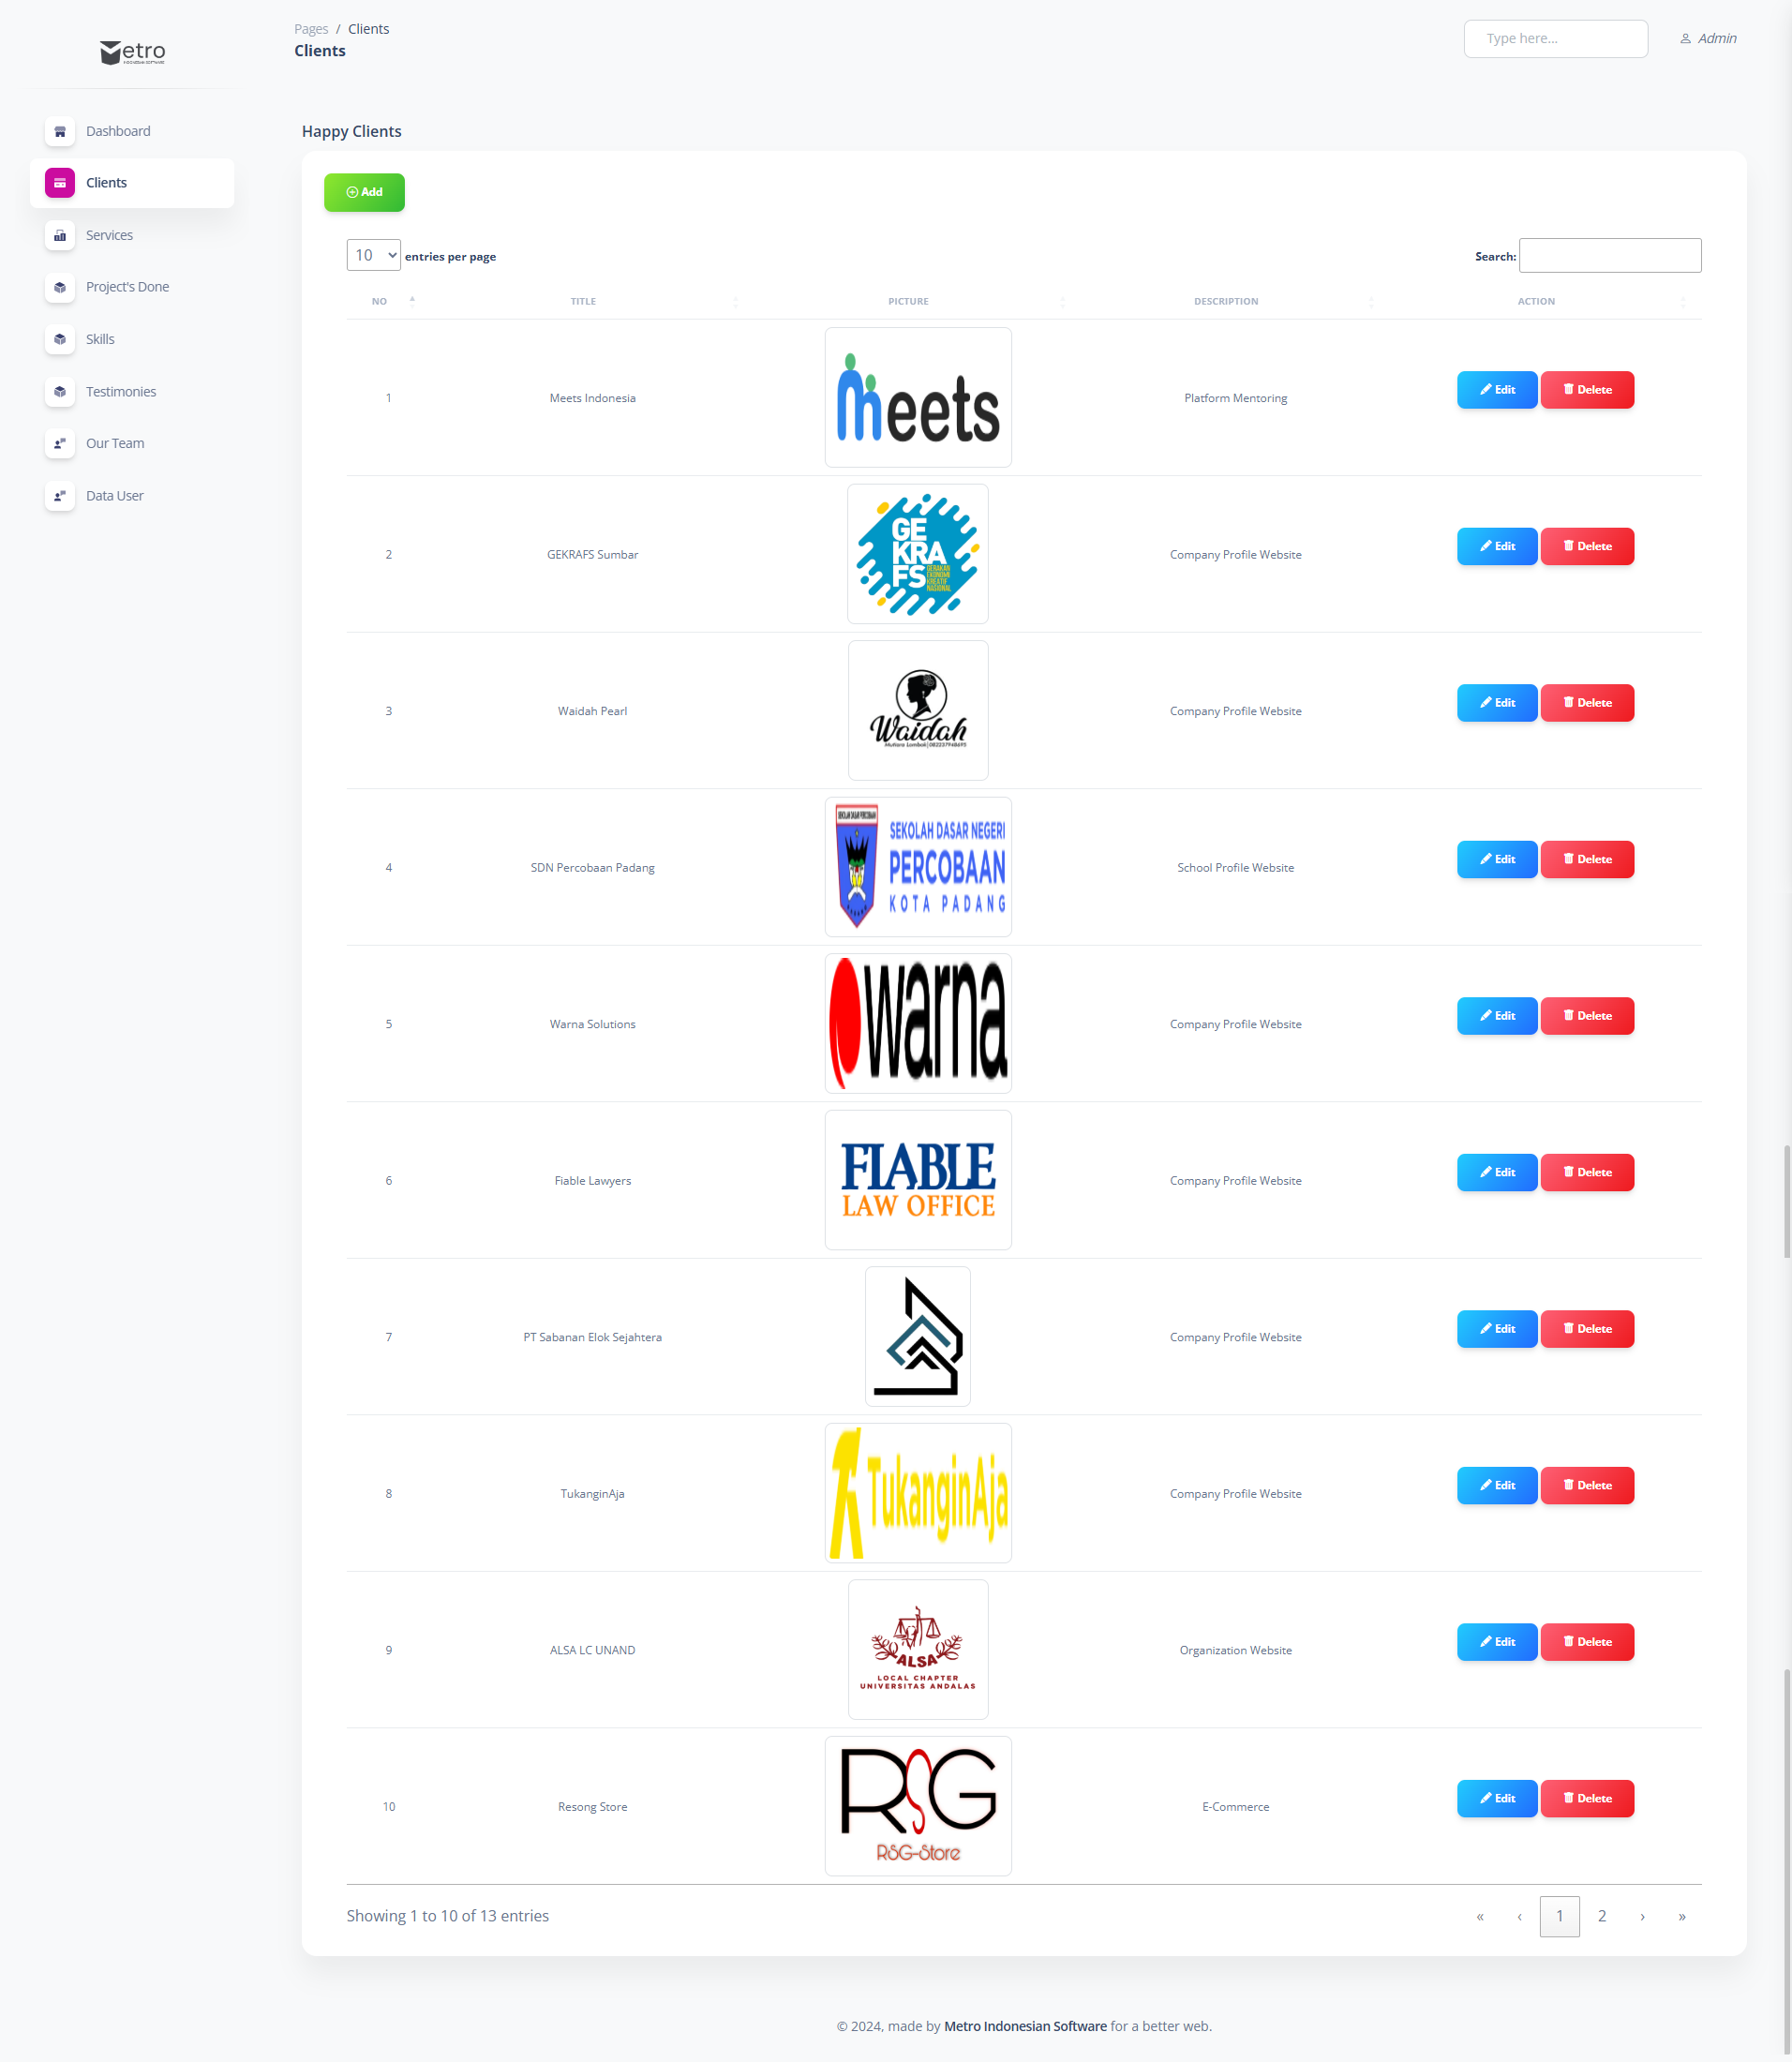 etro
Pages / Clients
Clients
Type here...
Admin
Dashboard
Clients
Services
Project's Done
Skills
Testimonies
Our Team
Data User
Happy Clients
Add
10 entries per page
Search:
NO TITLE PICTURE DESCRIPTION ACTION
1 Meets Indonesia meets Platform Mentoring Edit Delete
2 GEKRAFS Sumbar Company Profile Website Edit Delete
GE
KRA
FS
GERAKAN
EKONOMI
KREATIF
NASIONAL
3 Waidah Pearl Company Profile Website Edit Delete
Waidah
Mutiara Lombok|082237948695
4 SDN Percobaan Padang School Profile Website Edit Delete
SEKOLAH DASAR PERCOBAAN
SEKOLAH DASAR NEGERI
PERCOBAAN
KOTA PADANG
5 Warna Solutions warna Company Profile Website Edit Delete
6 Fiable Lawyers Company Profile Website Edit Delete
FIABLE
LAW OFFICE
7 PT Sabanan Elok Sejahtera Company Profile Website Edit Delete
8 TukanginAja TukanginAja Company Profile Website Edit Delete
9 ALSA LC UNAND Organization Website Edit Delete
ALSA
LOCAL CHAPTER
UNIVERSITAS ANDALAS
10 Resong Store E-Commerce Edit Delete
RSG
RSG-Store
Showing 1 to 10 of 13 entries
« ‹ 1 2 › »
© 2024, made by Metro Indonesian Software for a better web.